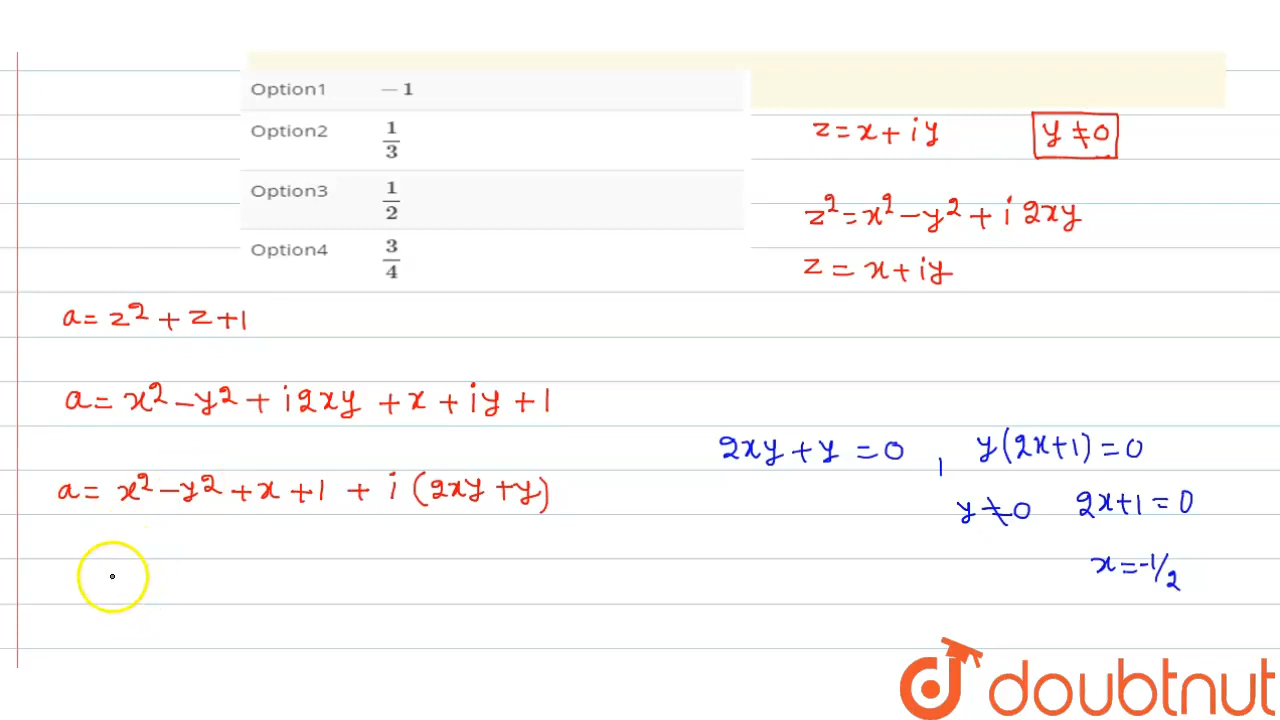 Option1 − 1
Option2 1/3
Option3 1/2
Option4 3/4
z = x + iy y ≠ 0
z² = x² − y² + i 2xy
z = x + iy
a = z² + z + 1
a = x² − y² + i2xy + x + iy + 1
a = x² − y² + x + 1 + i (2xy + y)
2xy + y = 0 , y(2x+1) = 0
y ≠ 0 2x+1 = 0
x = -1/2
doubtnut